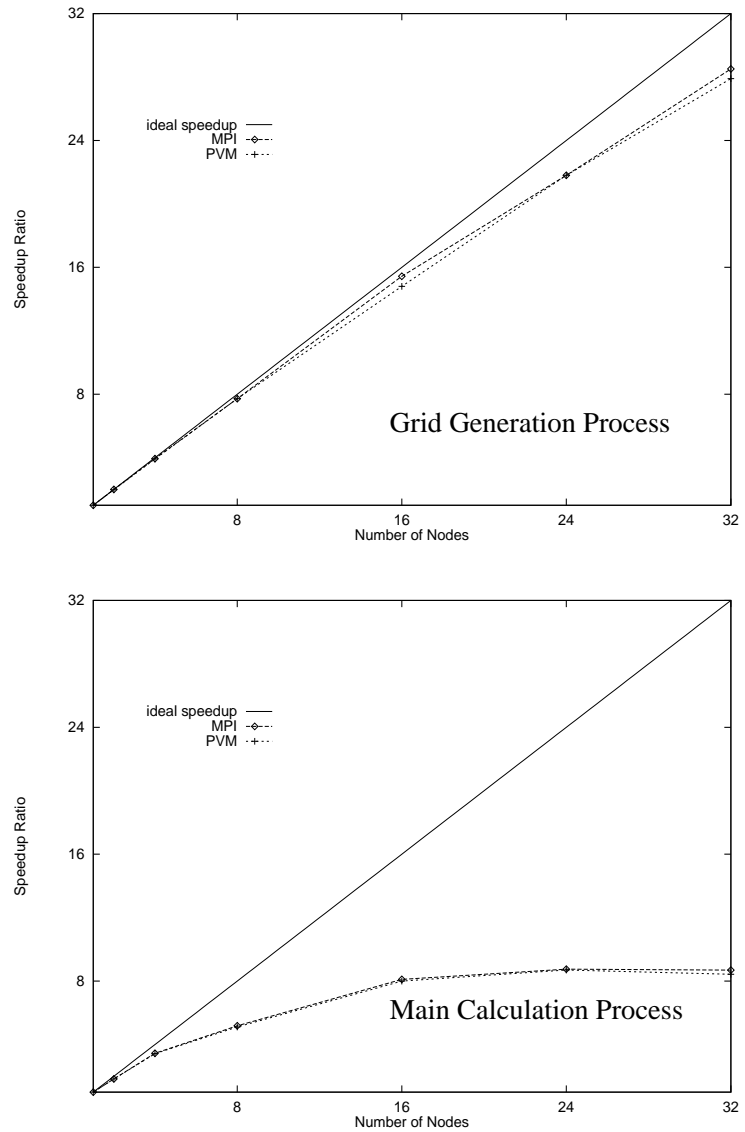 32
24
16
8
Speedup Ratio
ideal speedup
MPI
PVM
Grid Generation Process
8 16 24 32
Number of Nodes
32
24
16
8
Speedup Ratio
ideal speedup
MPI
PVM
Main Calculation Process
8 16 24 32
Number of Nodes